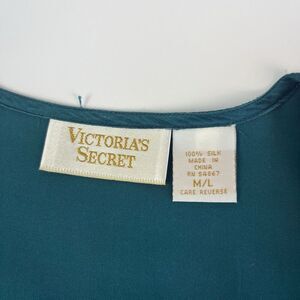 VICTORIA'S
SECRET
100% SILK
MADE IN
CHINA
RN 54867
M/L
CARE REVERSE